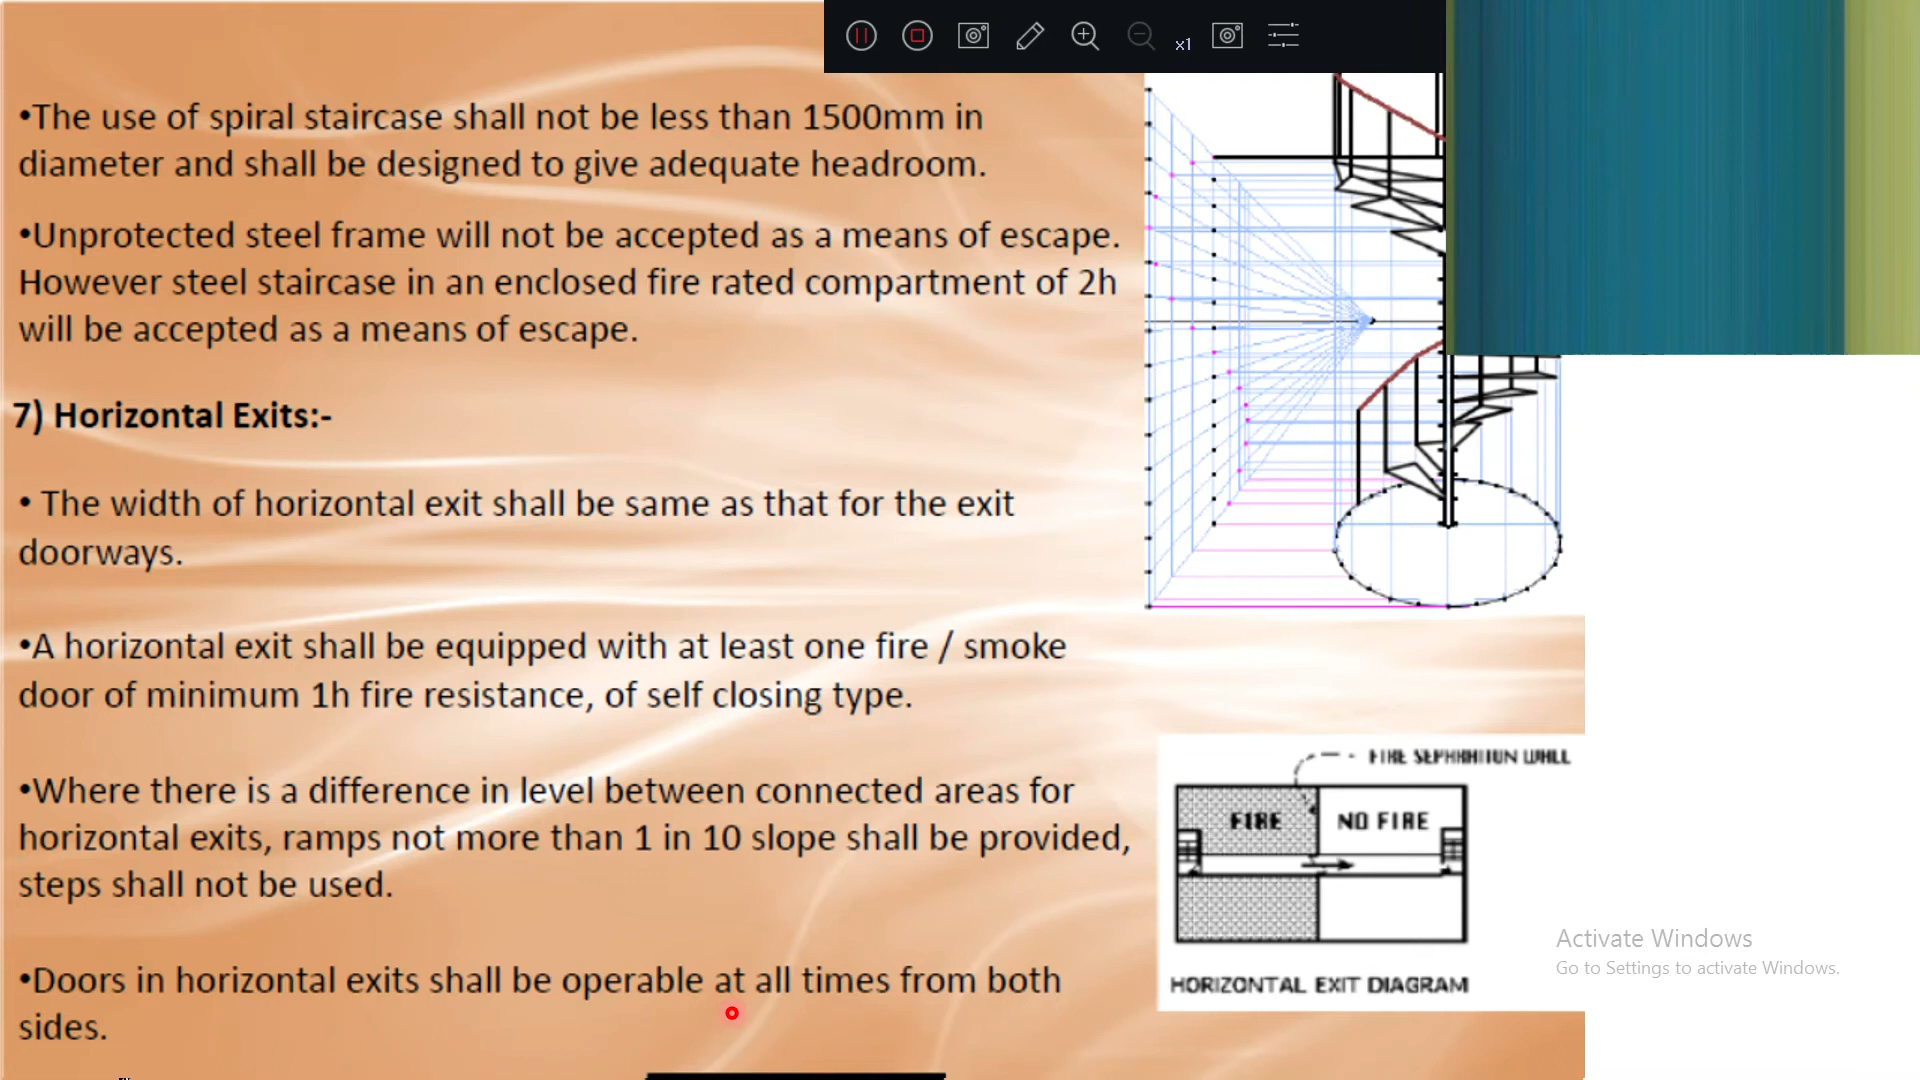 x1
•The use of spiral staircase shall not be less than 1500mm in
diameter and shall be designed to give adequate headroom.
•Unprotected steel frame will not be accepted as a means of escape.
However steel staircase in an enclosed fire rated compartment of 2h
will be accepted as a means of escape.
7) Horizontal Exits:-
• The width of horizontal exit shall be same as that for the exit
doorways.
•A horizontal exit shall be equipped with at least one fire / smoke
door of minimum 1h fire resistance, of self closing type.
•Where there is a difference in level between connected areas for
horizontal exits, ramps not more than 1 in 10 slope shall be provided,
steps shall not be used.
•Doors in horizontal exits shall be operable at all times from both
sides.
FIRE SEPARATION WALL
FIRE
NO FIRE
HORIZONTAL EXIT DIAGRAM
Activate Windows
Go to Settings to activate Windows.